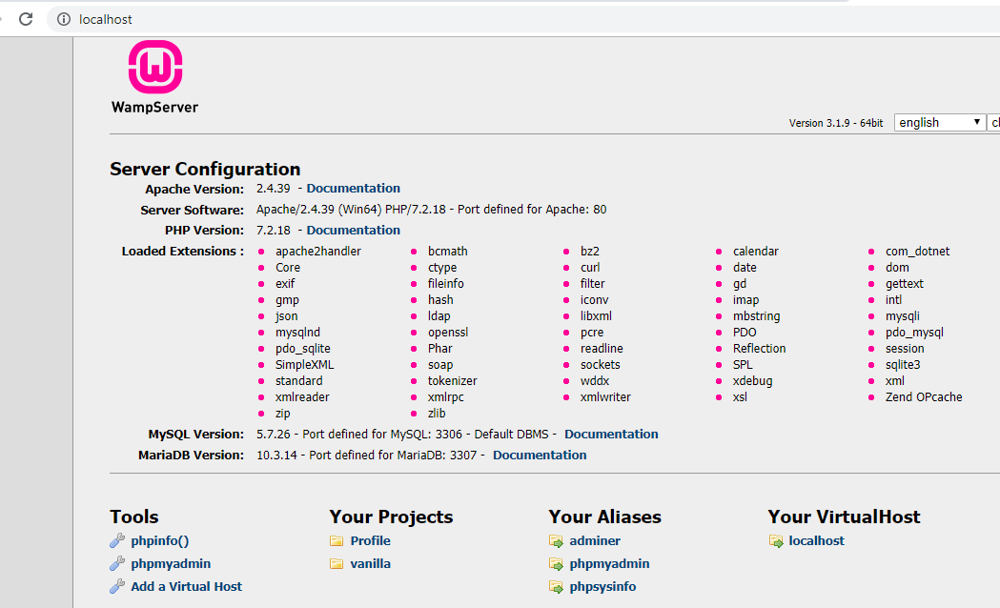 localhost
WampServer
Version 3.1.9 - 64bit english cl
Server Configuration
Apache Version: 2.4.39 - Documentation
Server Software: Apache/2.4.39 (Win64) PHP/7.2.18 - Port defined for Apache: 80
PHP Version: 7.2.18 - Documentation
Loaded Extensions : apache2handler bcmath bz2 calendar com_dotnet
Core ctype curl date dom
exif fileinfo filter gd gettext
gmp hash iconv imap intl
json ldap libxml mbstring mysqli
mysqlnd openssl pcre PDO pdo_mysql
pdo_sqlite Phar readline Reflection session
SimpleXML soap sockets SPL sqlite3
standard tokenizer wddx xdebug xml
xmlreader xmlrpc xmlwriter xsl Zend OPcache
zip zlib
MySQL Version: 5.7.26 - Port defined for MySQL: 3306 - Default DBMS - Documentation
MariaDB Version: 10.3.14 - Port defined for MariaDB: 3307 - Documentation
Tools
phpinfo()
phpmyadmin
Add a Virtual Host
Your Projects
Profile
vanilla
Your Aliases
adminer
phpmyadmin
phpsysinfo
Your VirtualHost
localhost